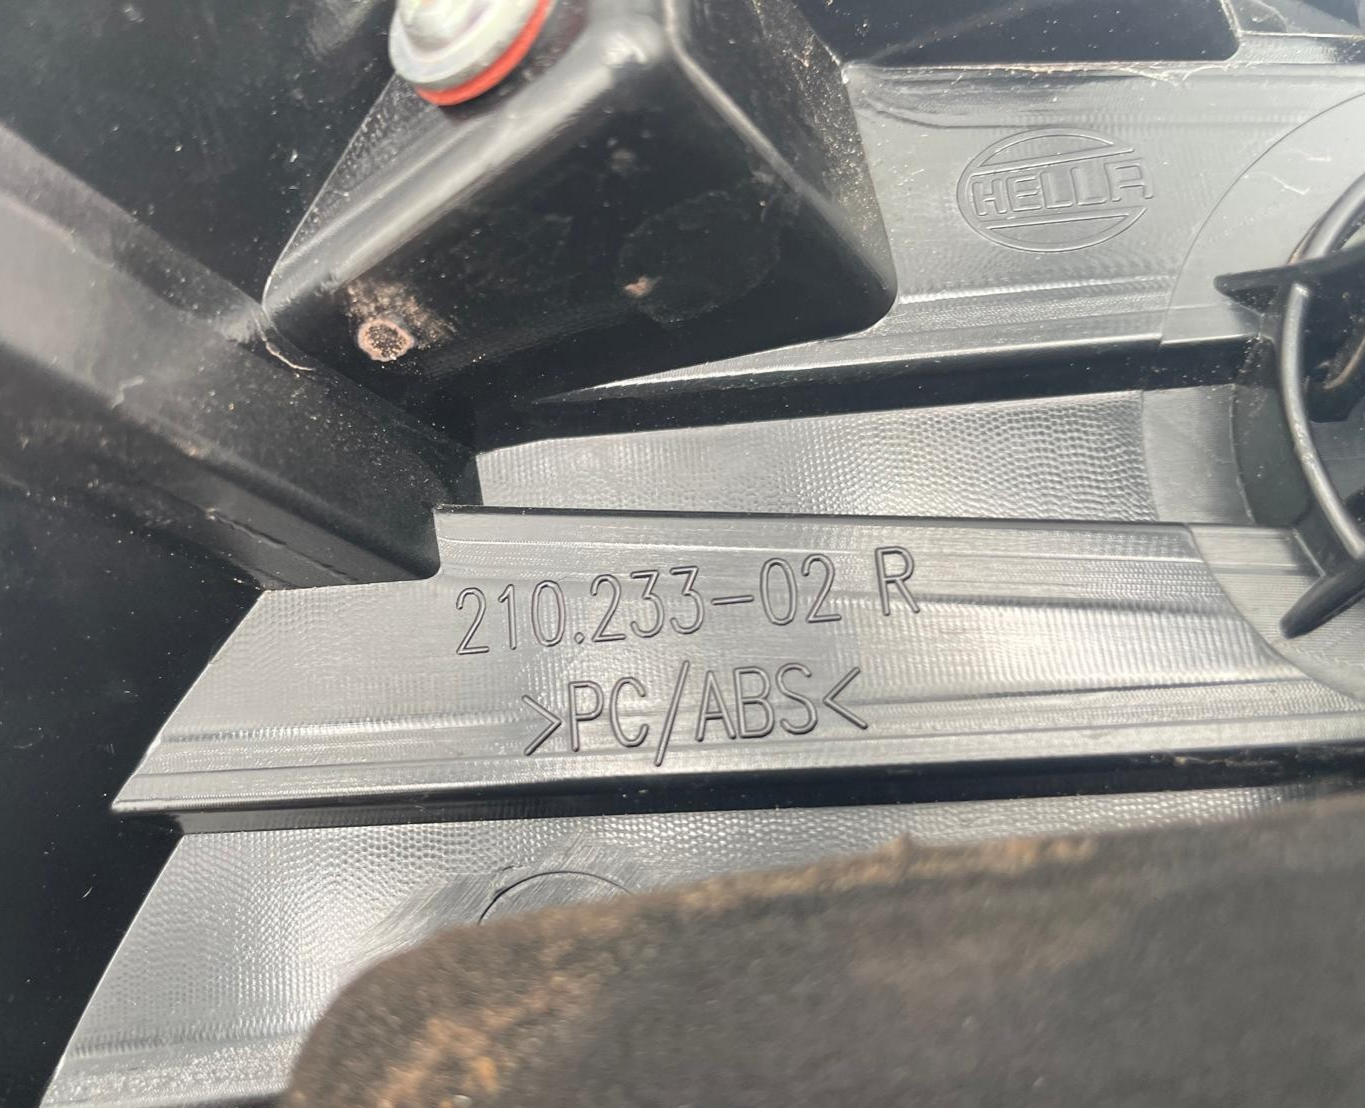 HELLA
210.233-02 R
>PC/ABS<